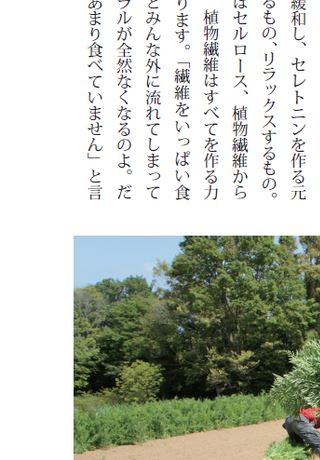 緩和し、セレトニンを作る元
るもの、リラックスするもの。
はセルロース、植物繊維から
植物繊維はすべてを作る力
ります。「繊維をいっぱい食
とみんな外に流れてしまって
フルが全然なくなるのよ。だ
あまり食べていません」と言